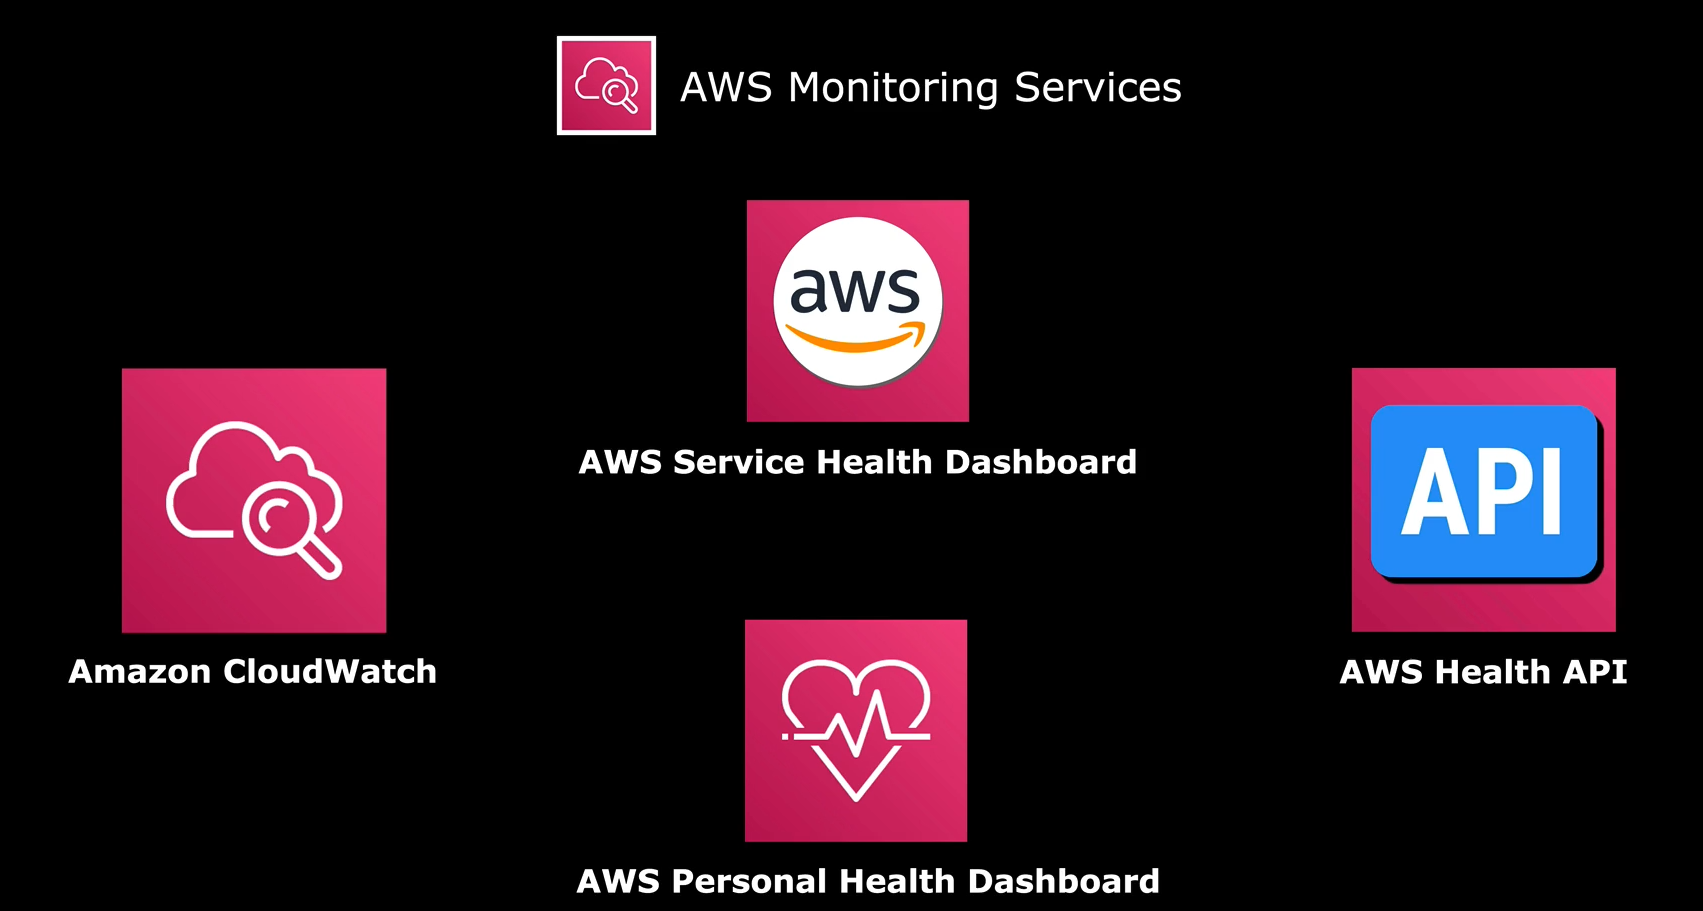 AWS Monitoring Services
aws
AWS Service Health Dashboard
API
Amazon CloudWatch
AWS Health API
AWS Personal Health Dashboard